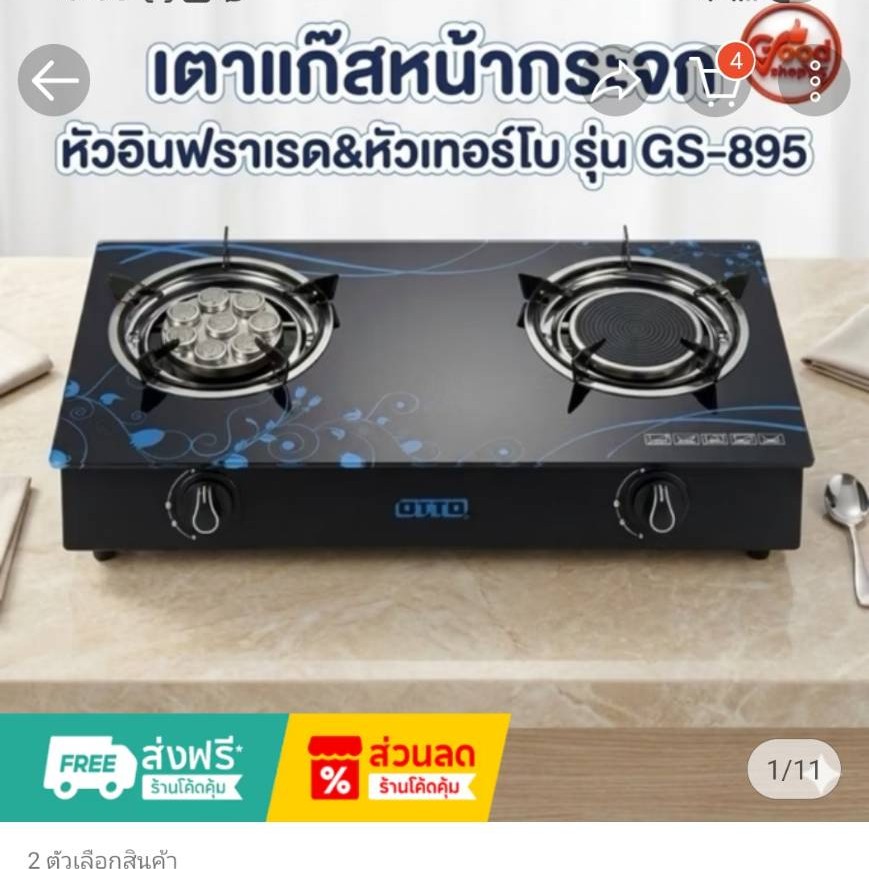 เตาแก๊สหน้ากระจก
Good
shop
4
หัวอินฟราเรด&หัวเทอร์โบ รุ่น GS-895
OTTO
FREE
ส่งฟรี*
ร้านโค้ดคุ้ม
%
ส่วนลด
ร้านโค้ดคุ้ม
1/11
2 ตัวเลือกสินค้า